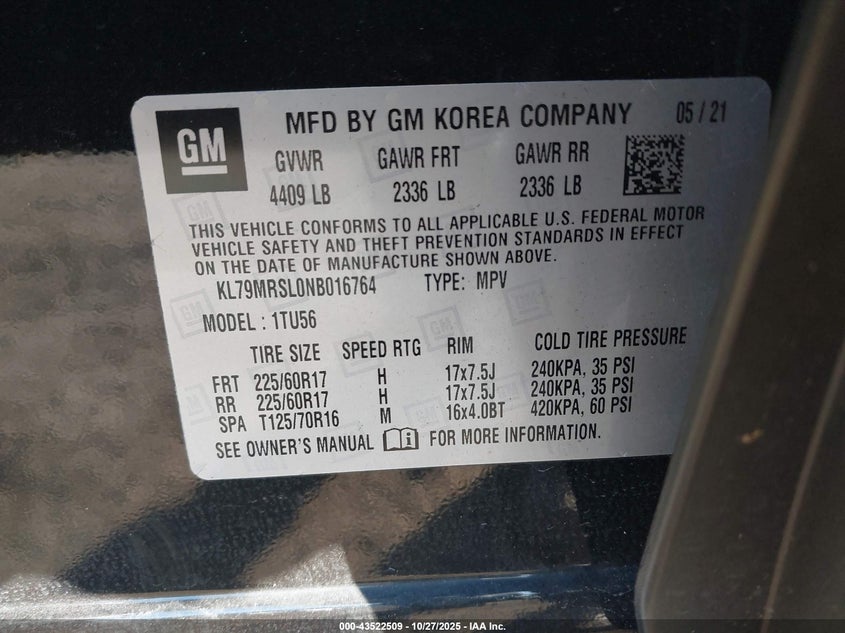 GM
MFD BY GM KOREA COMPANY 05 / 21
GVWR GAWR FRT GAWR RR
4409 LB 2336 LB 2336 LB
THIS VEHICLE CONFORMS TO ALL APPLICABLE U.S. FEDERAL MOTOR
VEHICLE SAFETY AND THEFT PREVENTION STANDARDS IN EFFECT
ON THE DATE OF MANUFACTURE SHOWN ABOVE.
KL79MRSL0NB016764 TYPE: MPV
MODEL : 1TU56
TIRE SIZE SPEED RTG RIM COLD TIRE PRESSURE
FRT 225/60R17 H 17x7.5J 240KPA, 35 PSI
RR 225/60R17 H 17x7.5J 240KPA, 35 PSI
SPA T125/70R16 M 16x4.0BT 420KPA, 60 PSI
SEE OWNER'S MANUAL FOR MORE INFORMATION.
000-43522509 - 10/27/2025 - IAA Inc.